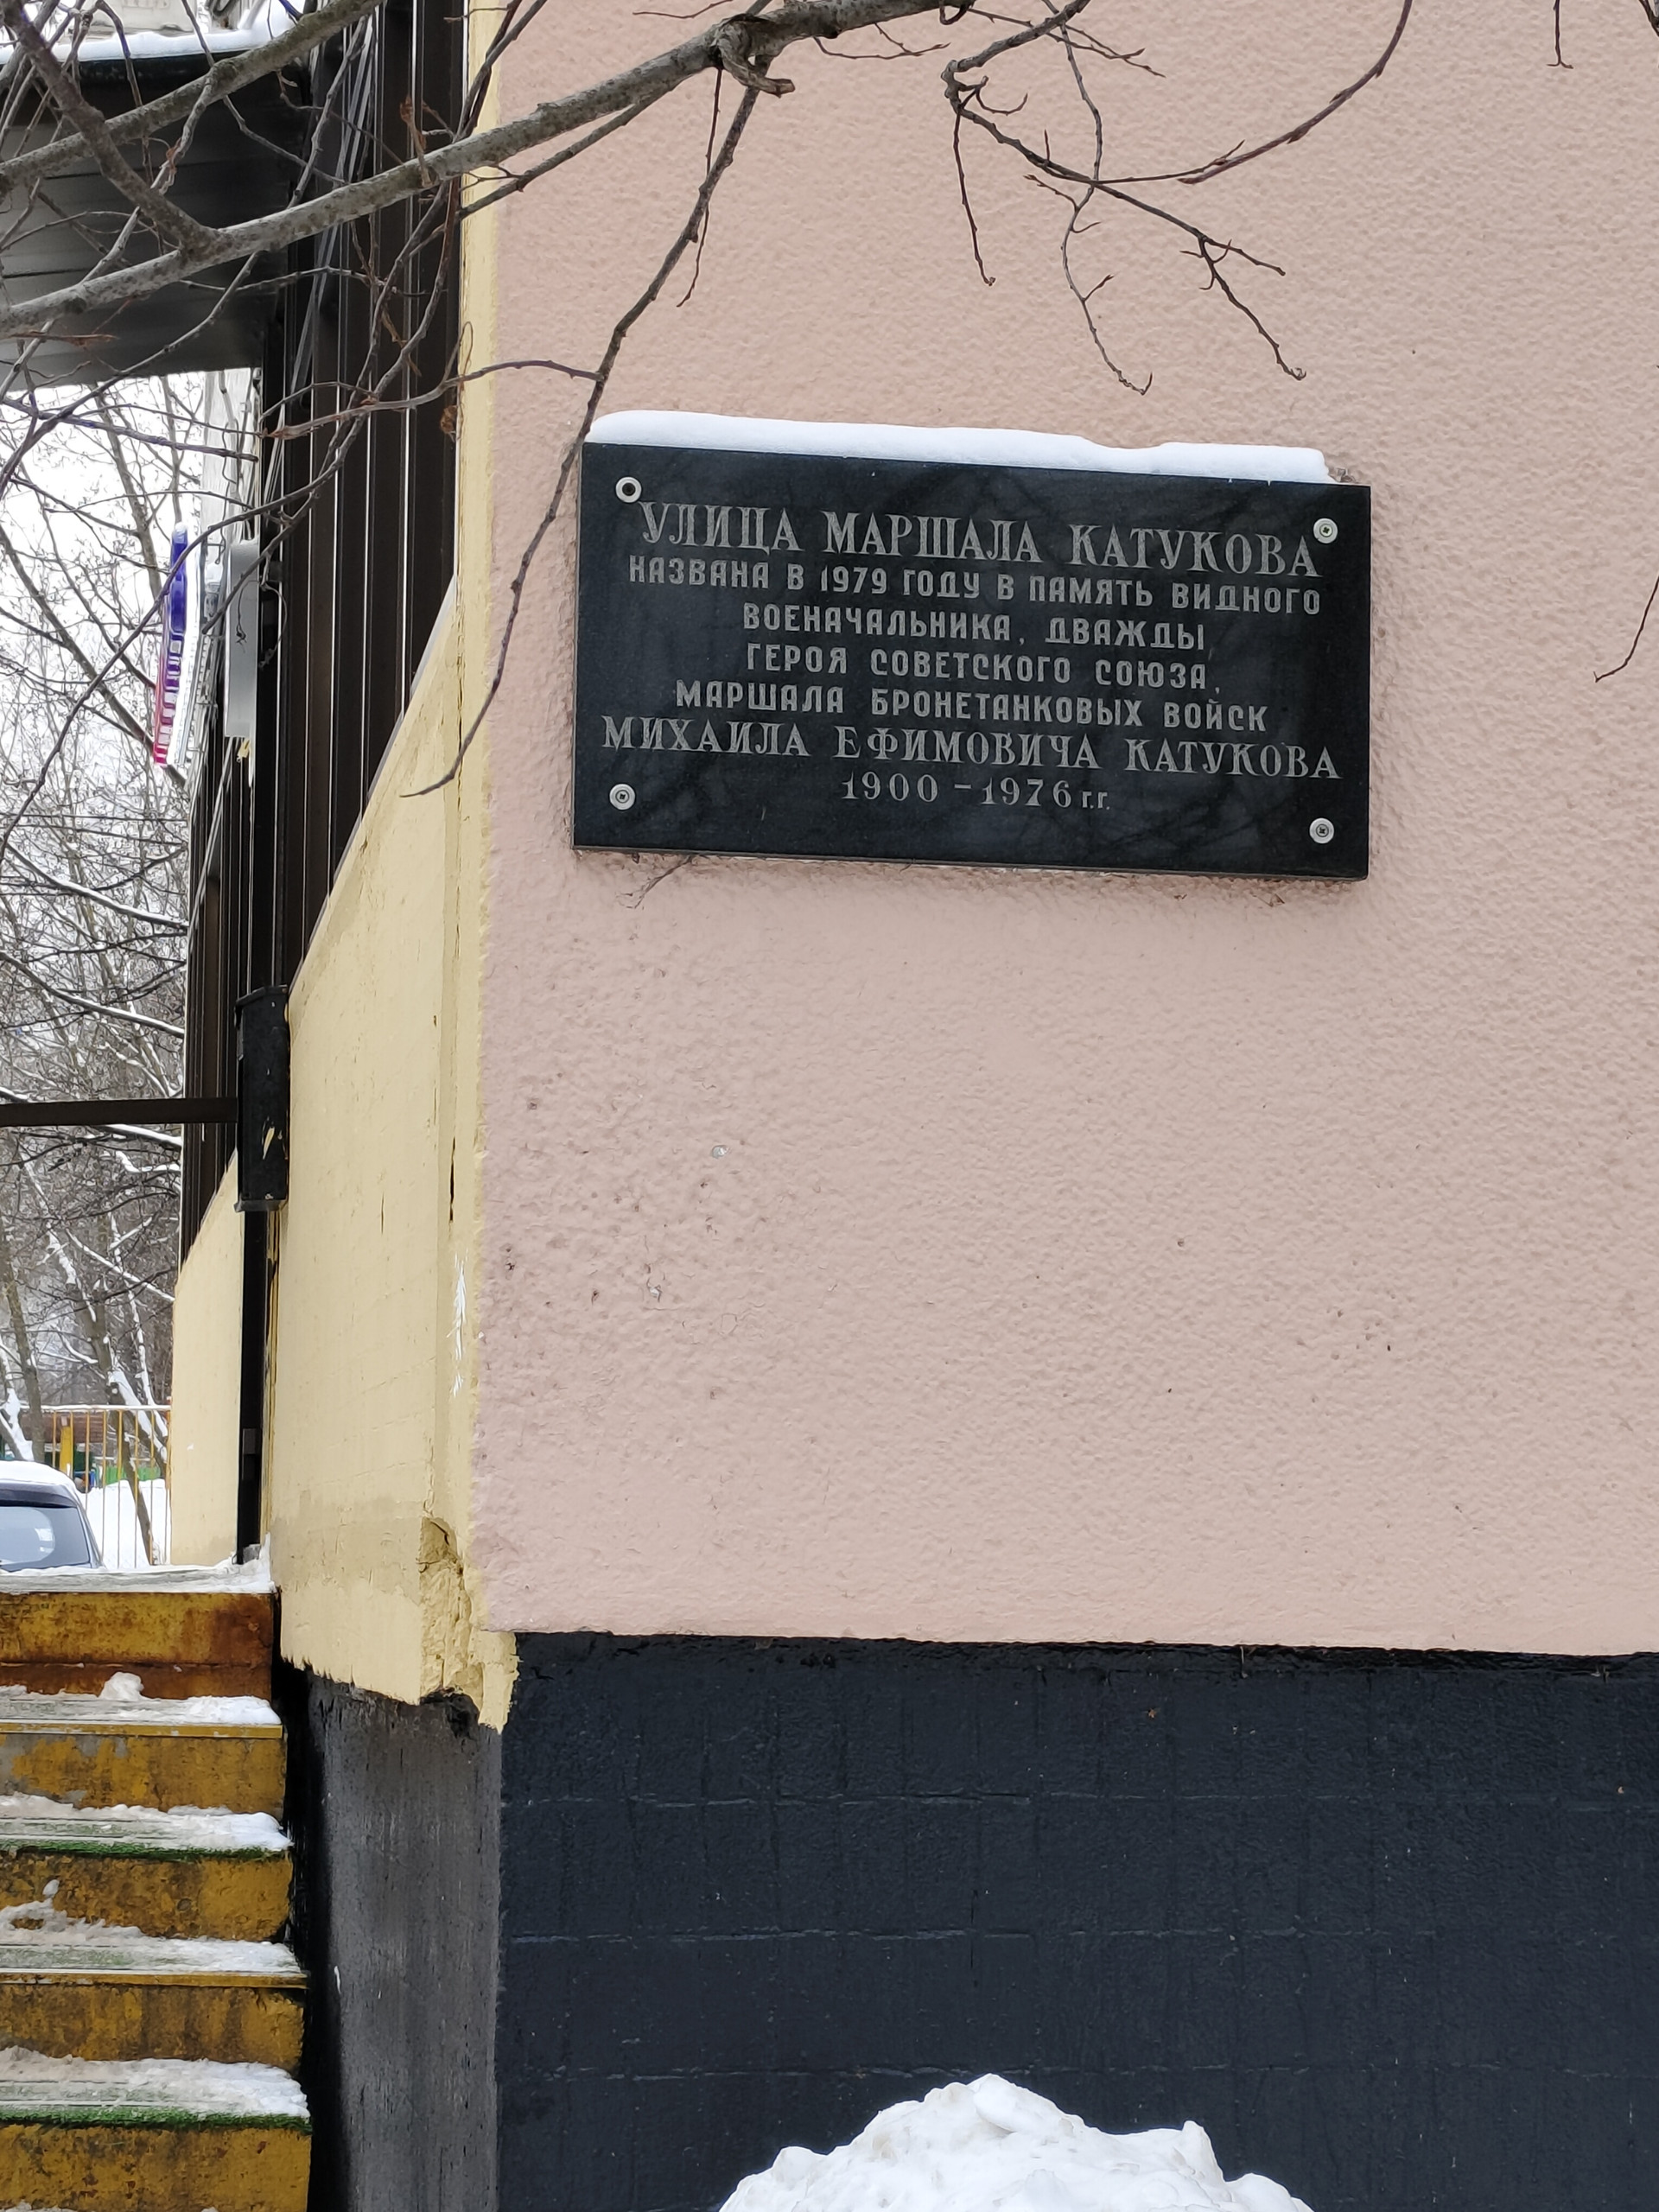 УЛИЦА МАРШАЛА КАТУКОВА
НАЗВАНА В 1979 ГОДУ В ПАМЯТЬ ВИДНОГО
ВОЕНАЧАЛЬНИКА, ДВАЖДЫ
ГЕРОЯ СОВЕТСКОГО СОЮЗА,
МАРШАЛА БРОНЕТАНКОВЫХ ВОЙСК
МИХАИЛА ЕФИМОВИЧА КАТУКОВА
1900 - 1976 г.г.